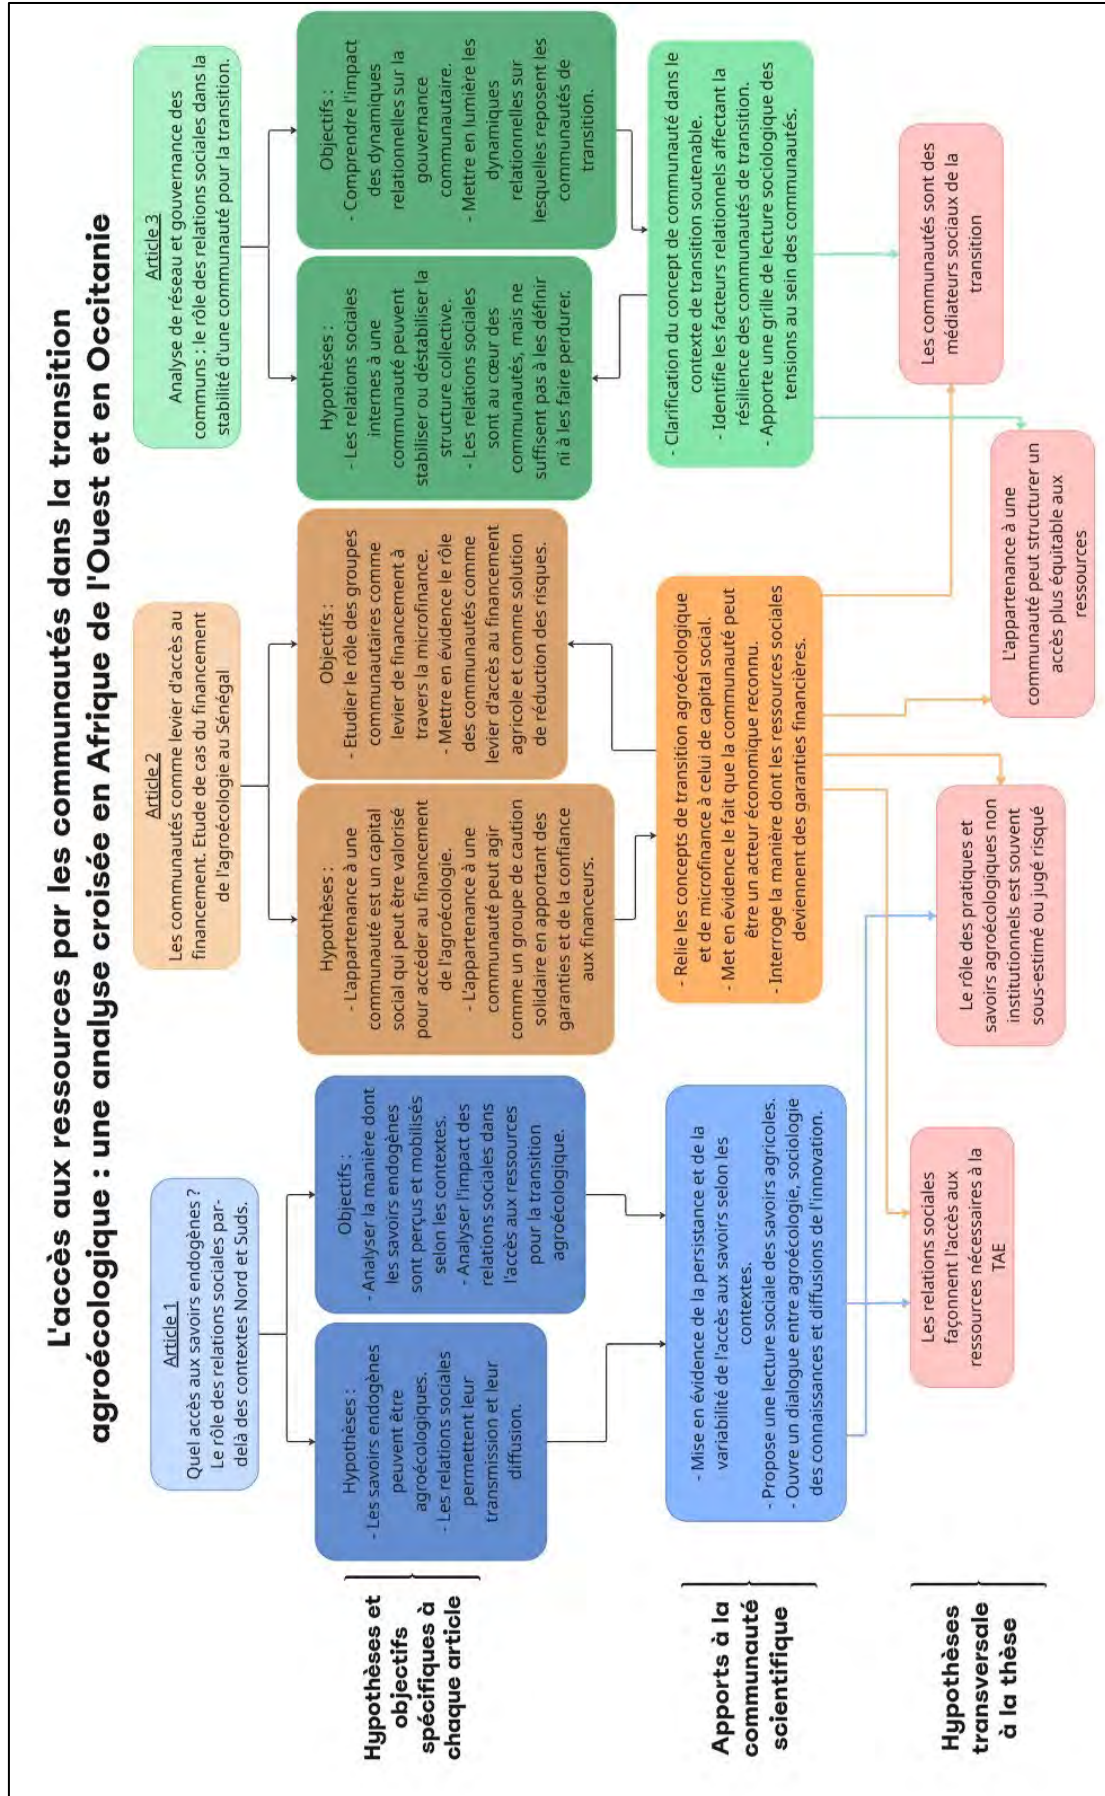 L'accès aux ressources par les communautés dans la transition
agroécologique : une analyse croisée en Afrique de l'Ouest et en Occitanie
Article 1
Quel accès aux savoirs endogènes ?
Le rôle des relations sociales par-
delà des contextes Nord et Suds.
Article 2
Les communautés comme levier d'accès au
financement. Etude de cas du financement
de l'agroécologie au Sénégal
Article 3
Analyse de réseau et gouvernance des
communs : le rôle des relations sociales dans la
stabilité d'une communauté pour la transition.
Hypothèses et
objectifs
spécifiques à
chaque article
Hypothèses :
- Les savoirs endogènes
peuvent être
agroécologiques.
- Les relations sociales
permettent leur
transmission et leur
diffusion.
Objectifs :
- Analyser la manière dont
les savoirs endogènes
sont perçus et mobilisés
selon les contextes.
- Analyser l'impact des
relations sociales dans
l'accès aux ressources
pour la transition
agroécologique.
Hypothèses :
- L'appartenance à une
communauté est un capital
social qui peut être valorisé
pour accéder au financement
de l'agroécologie.
- L'appartenance à une
communauté peut agir
comme un groupe de caution
solidaire en apportant des
garanties et de la confiance
aux financeurs.
Objectifs :
- Etudier le rôle des groupes
communautaires comme
levier de financement à
travers la microfinance.
- Mettre en évidence le rôle
des communautés comme
levier d'accès au financement
agricole et comme solution
de réduction des risques.
Hypothèses :
- Les relations sociales
internes à une
communauté peuvent
stabiliser ou déstabiliser la
structure collective.
- Les relations sociales
sont au cœur des
communautés, mais ne
suffisent pas à les définir
ni à les faire perdurer.
Objectifs :
- Comprendre l'impact
des dynamiques
relationnelles sur la
gouvernance
communautaire.
- Mettre en lumière les
dynamiques
relationnelles sur
lesquelles reposent les
communautés de
transition.
Apports à la
communauté
scientifique
- Mise en évidence de la persistance et de la
variabilité de l'accès aux savoirs selon les
contextes.
- Propose une lecture sociale des savoirs agricoles.
- Ouvre un dialogue entre agroécologie, sociologie
des connaissances et diffusions de l'innovation.
- Relie les concepts de transition agroécologique
et de microfinance à celui de capital social.
- Met en évidence le fait que la communauté peut
être un acteur économique reconnu.
- Interroge la manière dont les ressources sociales
deviennent des garanties financières.
- Clarification du concept de communauté dans le
contexte de transition soutenable.
- Identifie les facteurs relationnels affectant la
résilience des communautés de transition.
- Apporte une grille de lecture sociologique des
tensions au sein des communautés.
Hypothèses
transversale
à la thèse
Les relations sociales
façonnent l'accès aux
ressources nécessaires à la
TAE
Le rôle des pratiques et
savoirs agroécologiques non
institutionnels est souvent
sous-estimé ou jugé risqué
L'appartenance à une
communauté peut structurer un
accès plus équitable aux
ressources
Les communautés sont des
médiateurs sociaux de la
transition